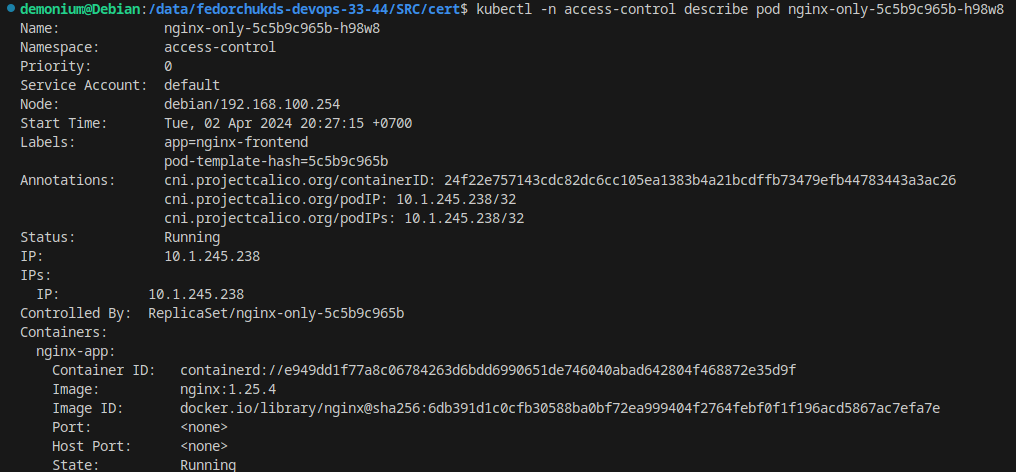 demonium@Debian:/data/fedorchukds-devops-33-44/SRC/cert$ kubectl -n access-control describe pod nginx-only-5c5b9c965b-h98w8
Name:             nginx-only-5c5b9c965b-h98w8
Namespace:        access-control
Priority:         0
Service Account:  default
Node:             debian/192.168.100.254
Start Time:       Tue, 02 Apr 2024 20:27:15 +0700
Labels:           app=nginx-frontend
                  pod-template-hash=5c5b9c965b
Annotations:      cni.projectcalico.org/containerID: 24f22e757143cdc82dc6cc105ea1383b4a21bcdffb73479efb44783443a3ac26
                  cni.projectcalico.org/podIP: 10.1.245.238/32
                  cni.projectcalico.org/podIPs: 10.1.245.238/32
Status:           Running
IP:               10.1.245.238
IPs:
  IP:           10.1.245.238
Controlled By:  ReplicaSet/nginx-only-5c5b9c965b
Containers:
  nginx-app:
    Container ID:   containerd://e949dd1f77a8c06784263d6bdd6990651de746040abad642804f468872e35d9f
    Image:          nginx:1.25.4
    Image ID:       docker.io/library/nginx@sha256:6db391d1c0cfb30588ba0bf72ea999404f2764febf0f1f196acd5867ac7efa7e
    Port:           <none>
    Host Port:      <none>
    State:          Running